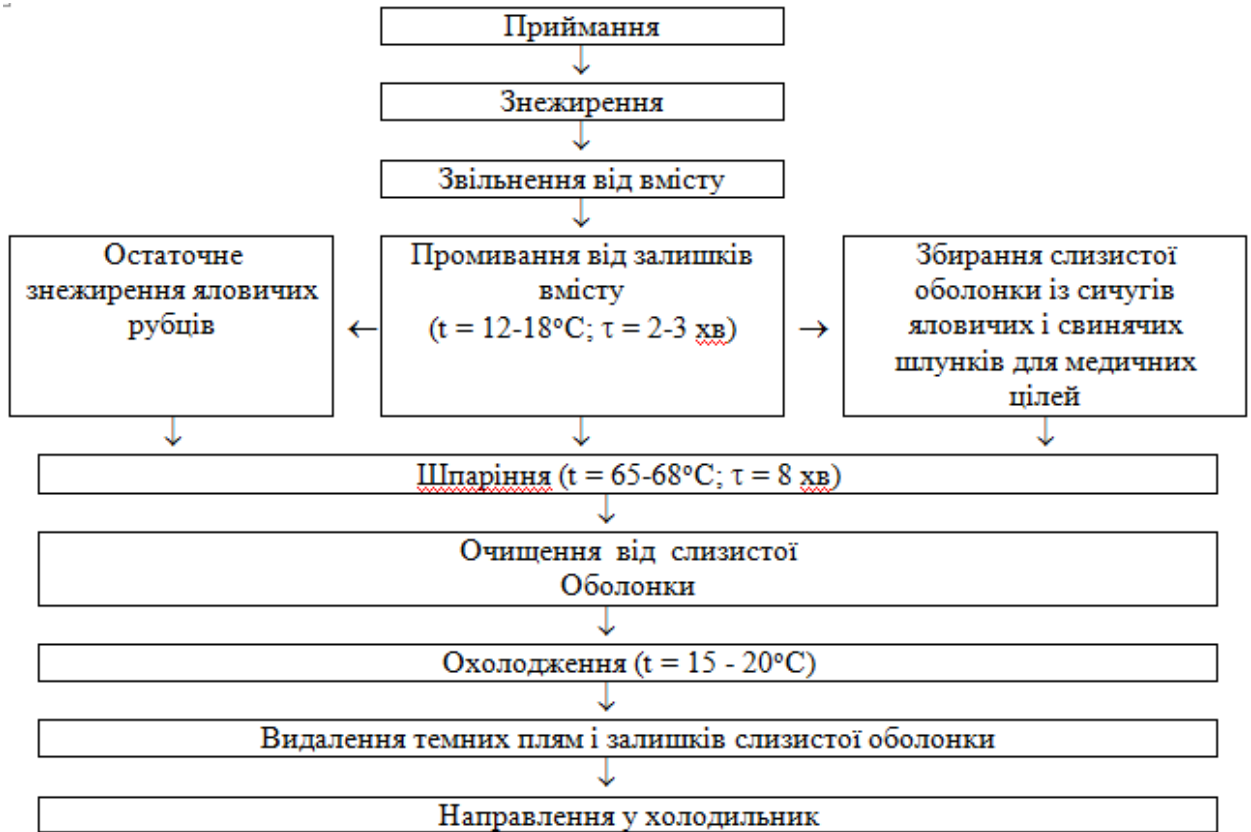 Приймання
Знежирення
Звільнення від вмісту
Остаточне
знежирення яловичих
рубців
Промивання від залишків
вмісту
(t = 12-18°C; τ = 2-3 хв)
Збирання слизистої
оболонки із сичугів
яловичих і свинячих
шлунків для медичних
цілей
Шпаріння (t = 65-68°C; τ = 8 хв)
Очищення від слизистої
Оболонки
Охолодження (t = 15 - 20°C)
Видалення темних плям і залишків слизистої оболонки
Направлення у холодильник